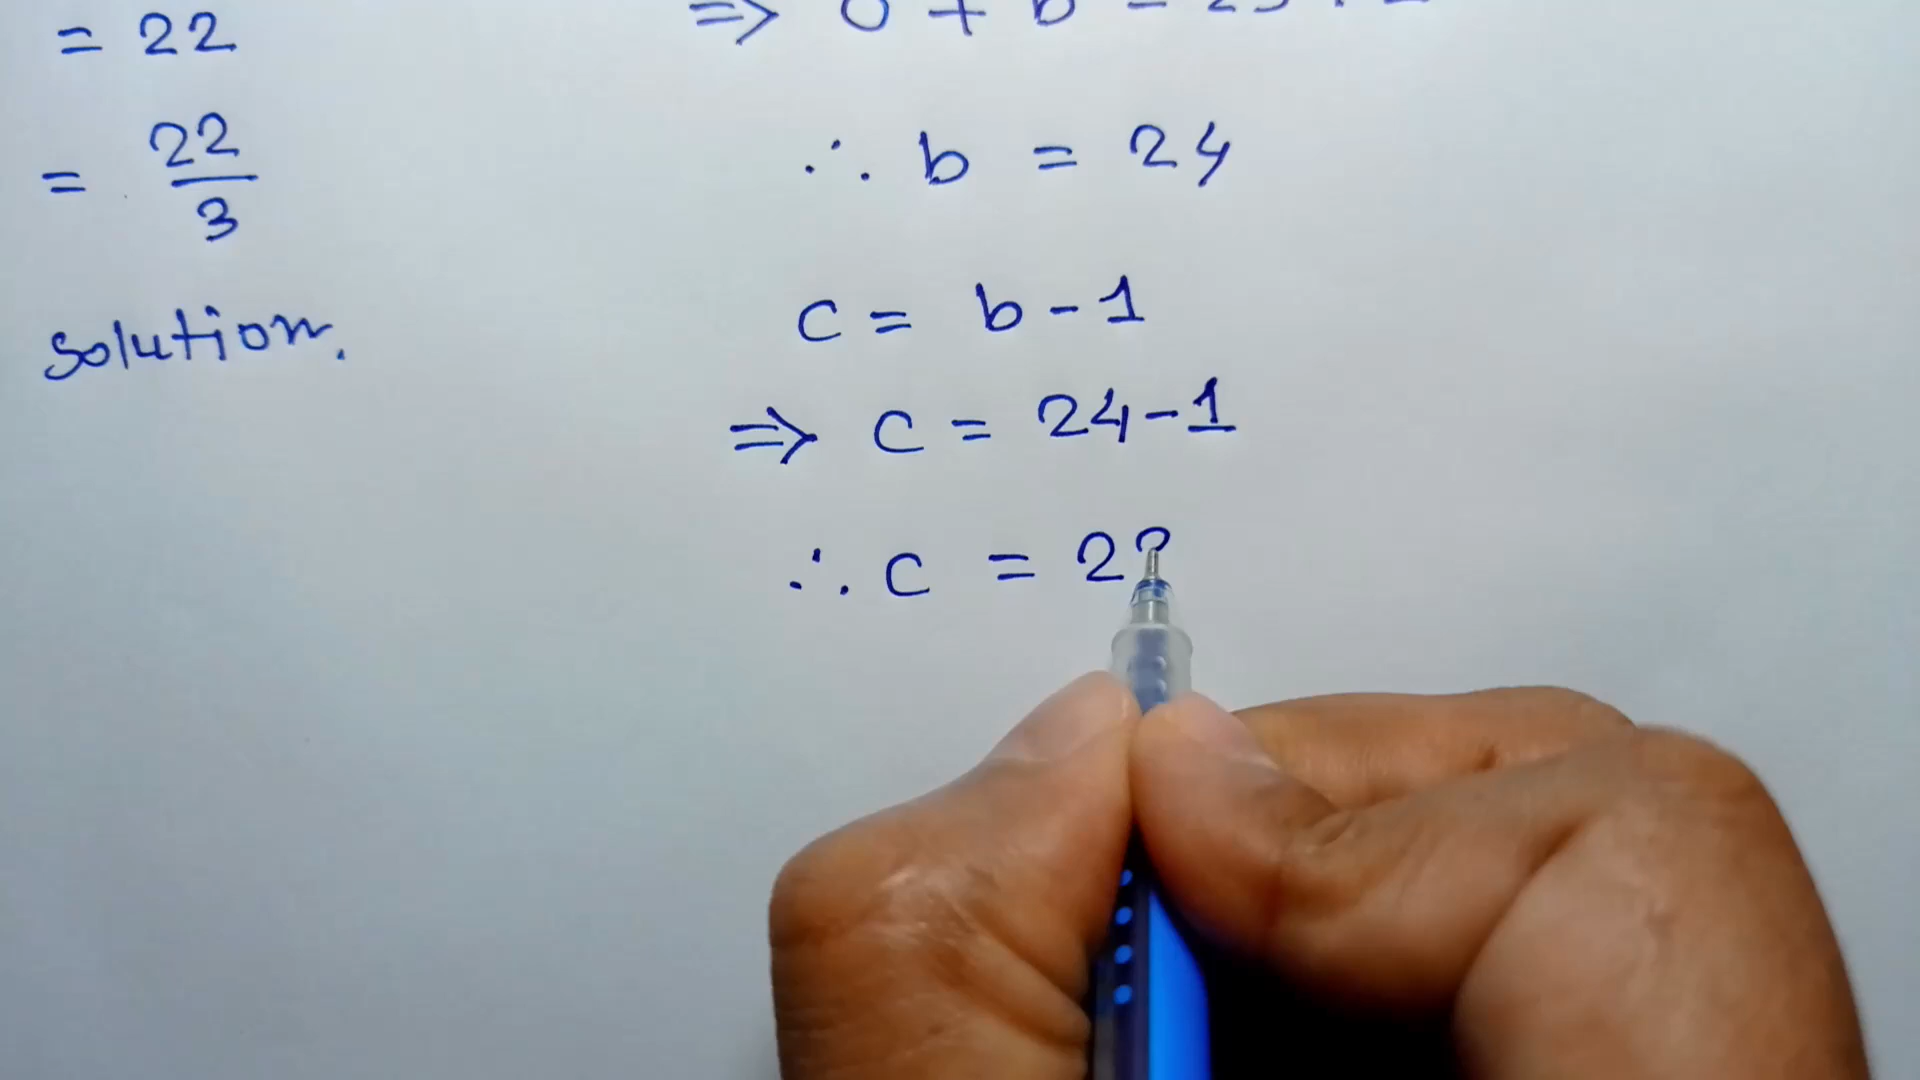 = 22
= 22/3
solution.
∴ b = 24
c = b - 1
⇒ c = 24 - 1
∴ c = 2